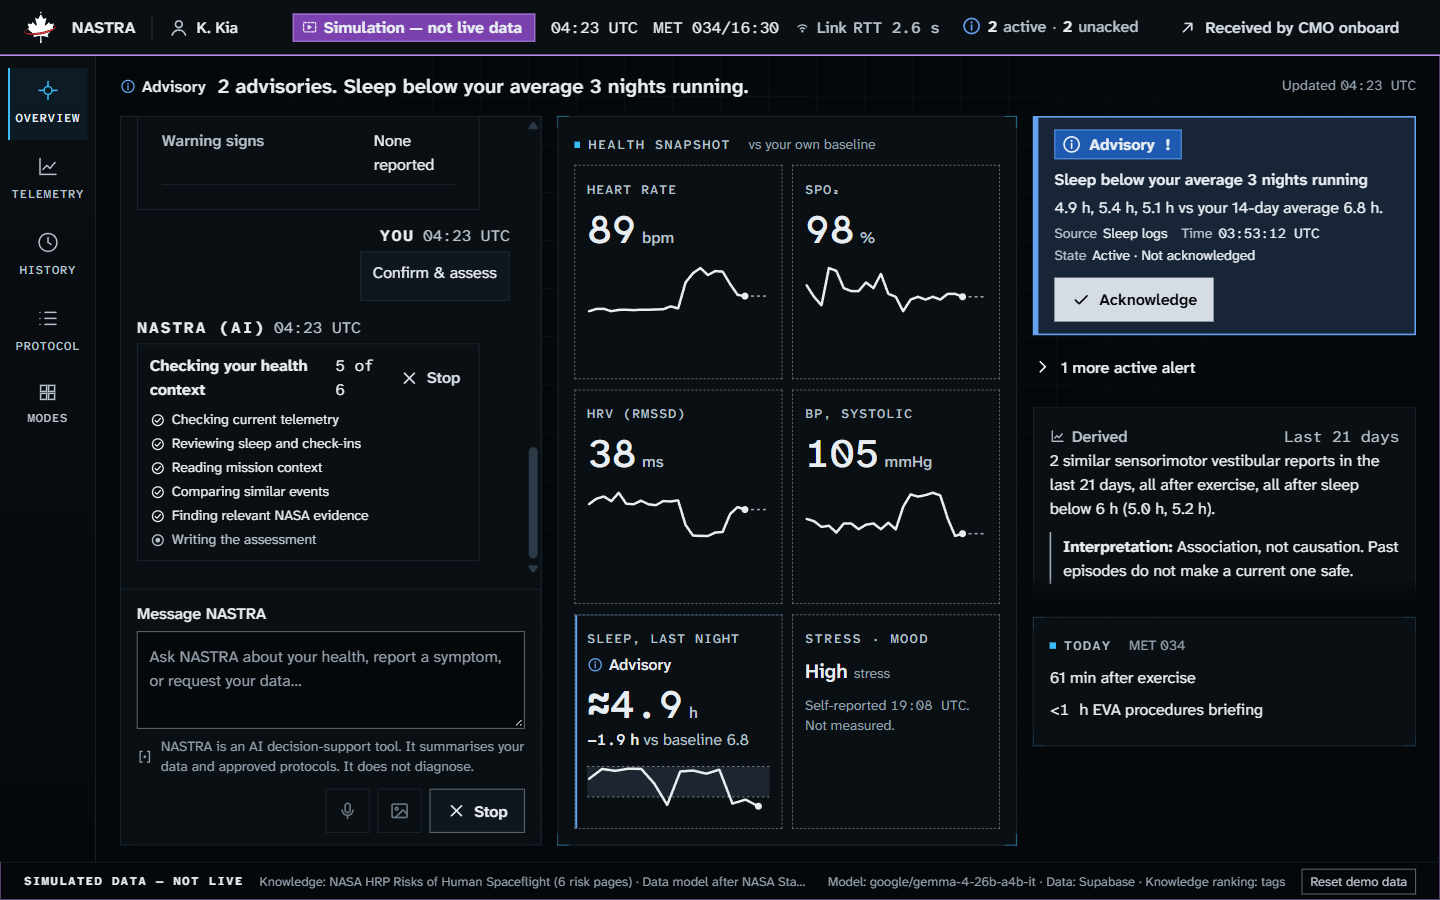 NASTRA
K. Kia
Simulation — not live data
04:23 UTC MET 034/16:30
Link RTT 2.6 s
2 active · 2 unacked
Received by CMO onboard
OVERVIEW
TELEMETRY
HISTORY
PROTOCOL
MODES
Advisory 2 advisories. Sleep below your average 3 nights running.
Updated 04:23 UTC
Warning signs
None
reported
YOU 04:23 UTC
Confirm & assess
NASTRA (AI) 04:23 UTC
Checking your health
context
5 of
6
Stop
Checking current telemetry
Reviewing sleep and check-ins
Reading mission context
Comparing similar events
Finding relevant NASA evidence
Writing the assessment
Message NASTRA
Ask NASTRA about your health, report a symptom,
or request your data...
NASTRA is an AI decision-support tool. It summarises your
data and approved protocols. It does not diagnose.
Stop
HEALTH SNAPSHOT vs your own baseline
HEART RATE
89 bpm
SPO₂
98 %
HRV (RMSSD)
38 ms
BP, SYSTOLIC
105 mmHg
SLEEP, LAST NIGHT
Advisory
≈4.9 h
−1.9 h vs baseline 6.8
STRESS · MOOD
High stress
Self-reported 19:08 UTC.
Not measured.
Advisory !
Sleep below your average 3 nights running
4.9 h, 5.4 h, 5.1 h vs your 14-day average 6.8 h.
Source Sleep logs Time 03:53:12 UTC
State Active · Not acknowledged
Acknowledge
1 more active alert
Derived
Last 21 days
2 similar sensorimotor vestibular reports in the
last 21 days, all after exercise, all after sleep
below 6 h (5.0 h, 5.2 h).
Interpretation: Association, not causation. Past
episodes do not make a current one safe.
TODAY MET 034
61 min after exercise
<1 h EVA procedures briefing
SIMULATED DATA — NOT LIVE
Knowledge: NASA HRP Risks of Human Spaceflight (6 risk pages) · Data model after NASA Sta...
Model: google/gemma-4-26b-a4b-it · Data: Supabase · Knowledge ranking: tags
Reset demo data